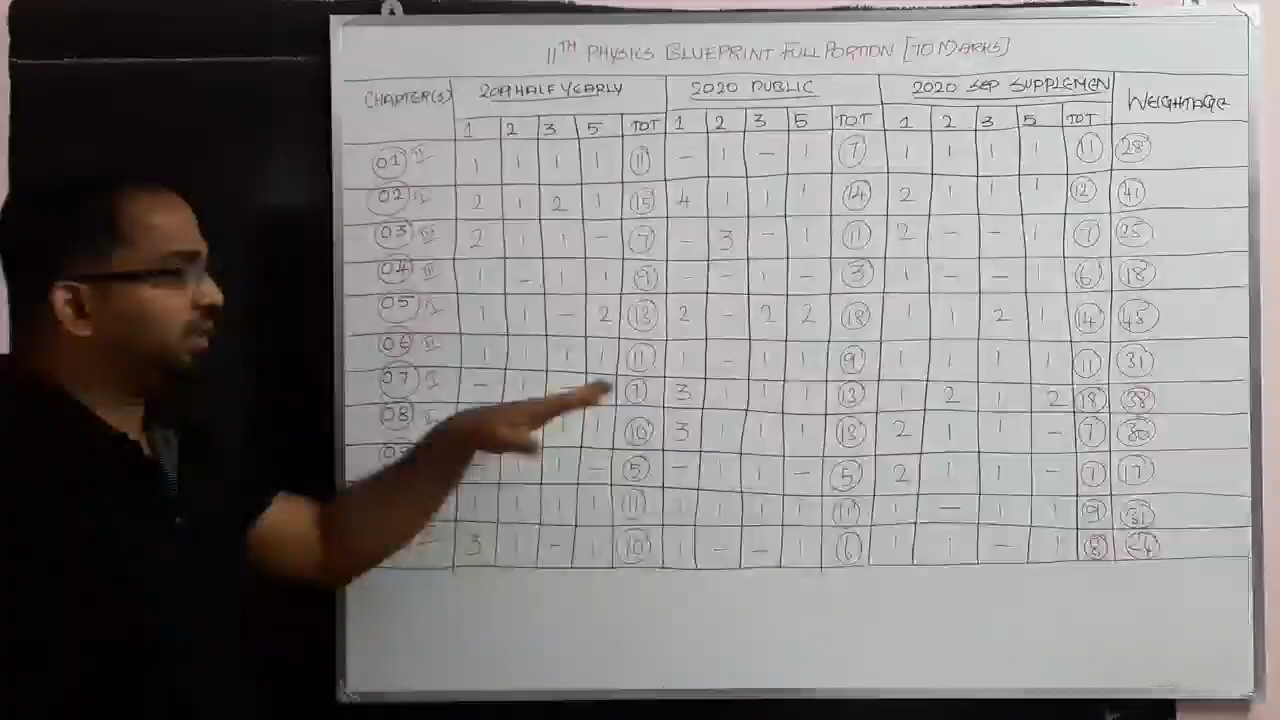 11TH PHYSICS BLUEPRINT FULL PORTION [70 MARKS]
CHAPTER(S) 2019 HALF YEARLY 2020 PUBLIC 2020 SEP SUPPLEMEN WEIGHTAGE
1 2 3 5 TOT 1 2 3 5 TOT 1 2 3 5 TOT
01 II 1 1 1 1 11 - 1 - 1 7 1 1 1 1 11 28
02 2 1 2 1 15 4 1 1 1 14 2 1 1 1 12 41
03 2 1 1 - 7 - 3 - 1 11 2 - - 1 7 25
04 II 1 - 1 1 9 - - 1 - 3 1 - - 1 6 18
05 1 1 - 2 13 2 - 2 2 18 1 1 2 1 14 45
06 1 1 1 1 11 1 - 1 1 9 1 1 1 1 11 31
07 I - 1 - 7 3 1 1 1 13 1 2 1 2 18 38
08 1 1 10 3 1 1 1 13 2 1 1 - 7 30
- 1 1 - 5 - 1 1 - 5 2 1 1 - 7 17
1 1 1 1 11 1 1 1 1 11 1 - 1 1 9 31
3 1 - 1 10 1 - - 1 6 1 1 - 1 8